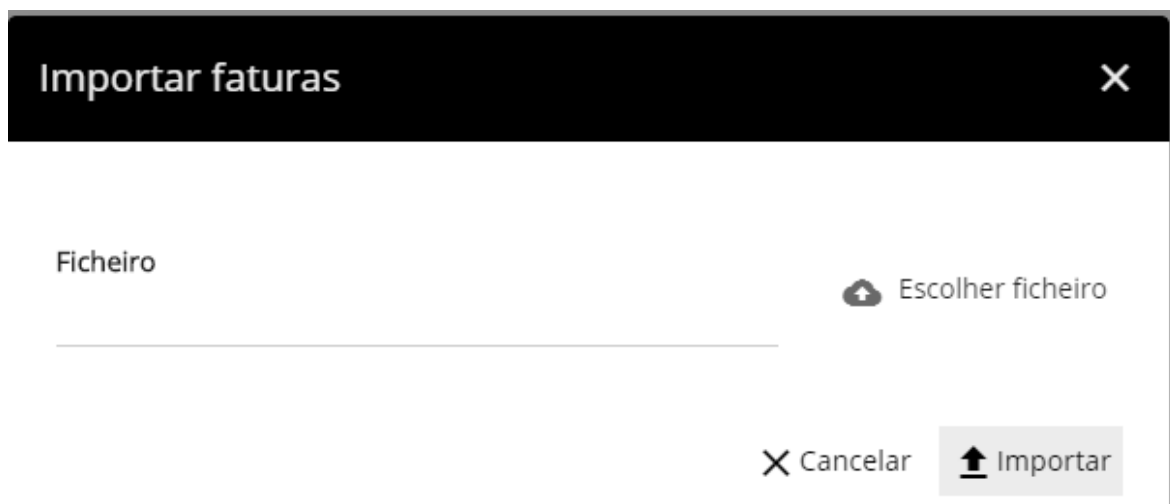 Importar faturas
Ficheiro
Escolher ficheiro
Cancelar
Importar